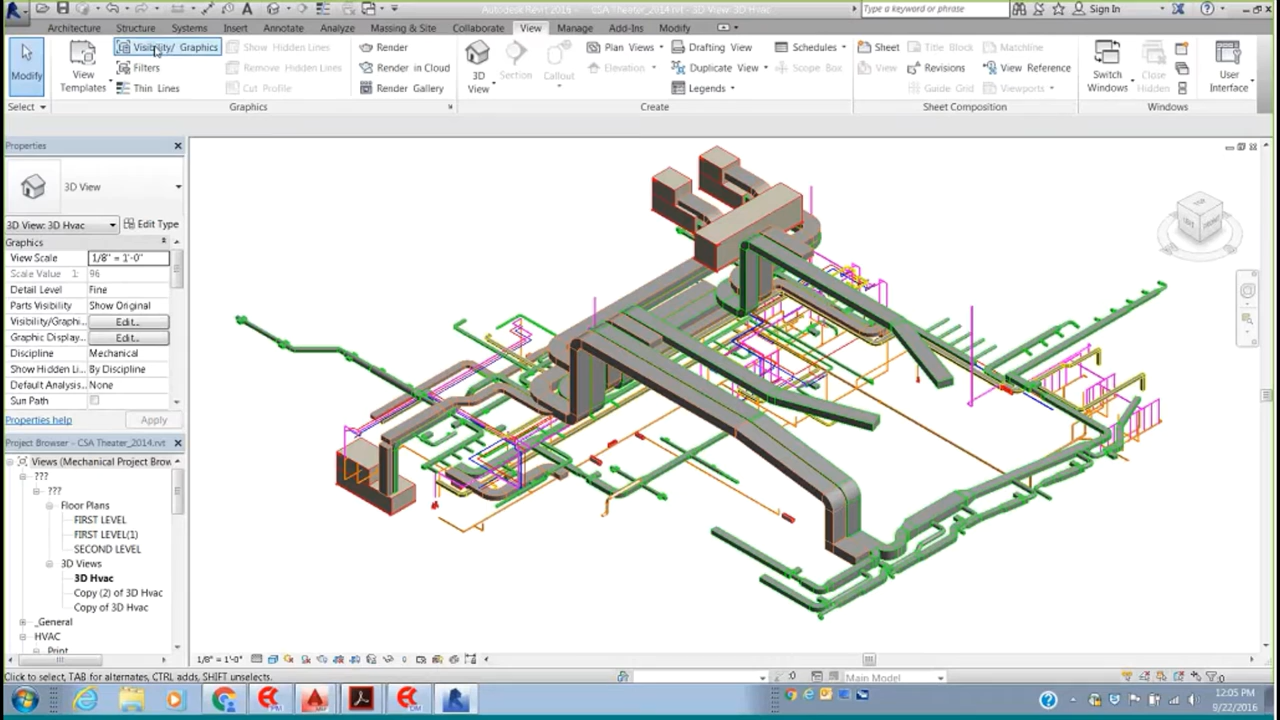 Autodesk Revit 2016 - CSA Theater_2014.rvt - 3D View: 3D Hvac
Type a keyword or phrase
Sign In
Architecture Structure Systems Insert Annotate Analyze Massing & Site Collaborate View Manage Add-Ins Modify
Modify
Select
View
Templates
Visibility/ Graphics
Filters
Thin Lines
Show Hidden Lines
Remove Hidden Lines
Cut Profile
Graphics
Render
Render in Cloud
Render Gallery
3D
View
Section
Callout
Plan Views
Elevation
Drafting View
Duplicate View
Legends
Schedules
Scope Box
Create
Sheet
View
Title Block
Revisions
Guide Grid
Matchline
View Reference
Viewports
Sheet Composition
Switch
Windows
Close
Hidden
User
Interface
Windows
Properties
3D View
3D View: 3D Hvac
Edit Type
Graphics
View Scale 1/8" = 1'-0"
Scale Value 1: 96
Detail Level Fine
Parts Visibility Show Original
Visibility/Graphi... Edit...
Graphic Display... Edit...
Discipline Mechanical
Show Hidden Li... By Discipline
Default Analysis... None
Sun Path
Properties help Apply
Project Browser - CSA Theater_2014.rvt
Views (Mechanical Project Brow
???
???
Floor Plans
FIRST LEVEL
FIRST LEVEL(1)
SECOND LEVEL
3D Views
3D Hvac
Copy (2) of 3D Hvac
Copy of 3D Hvac
_General
HVAC
Print
TOP
LEFT
FRONT
1/8" = 1'-0"
Click to select, TAB for alternates, CTRL adds, SHIFT unselects.
:0
Main Model
:0
12:05 PM
9/22/2016